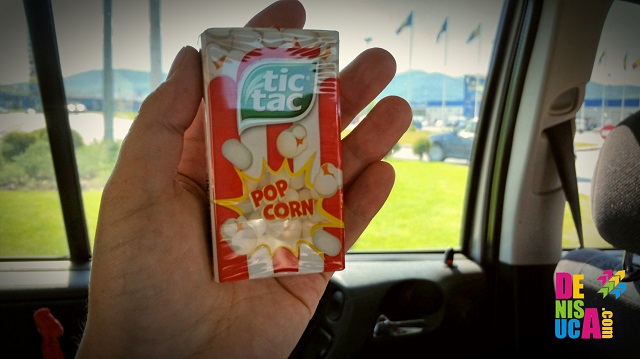 tic
tac
POP
CORN
DE
NIS
UCA.com